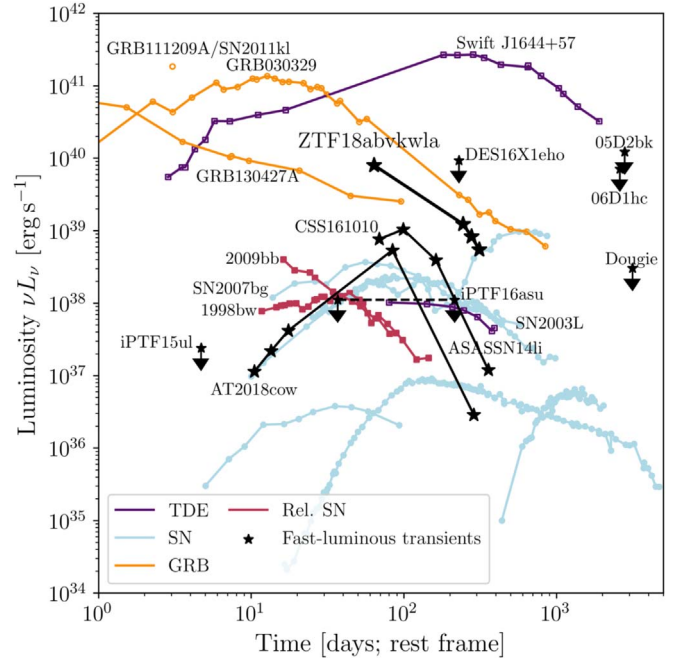 10^42
10^41
10^40
10^39
10^38
10^37
10^36
10^35
10^34
Luminosity νL_ν [erg s^−1]
GRB111209A/SN2011kl
GRB030329
Swift J1644+57
ZTF18abvkwla
DES16X1eho
05D2bk
06D1hc
GRB130427A
CSS161010
2009bb
Dougie
SN2007bg
1998bw
iPTF16asu
SN2003L
iPTF15ul
ASASSN14li
AT2018cow
TDE
SN
GRB
Rel. SN
Fast-luminous transients
10^0
10^1
10^2
10^3
Time [days; rest frame]